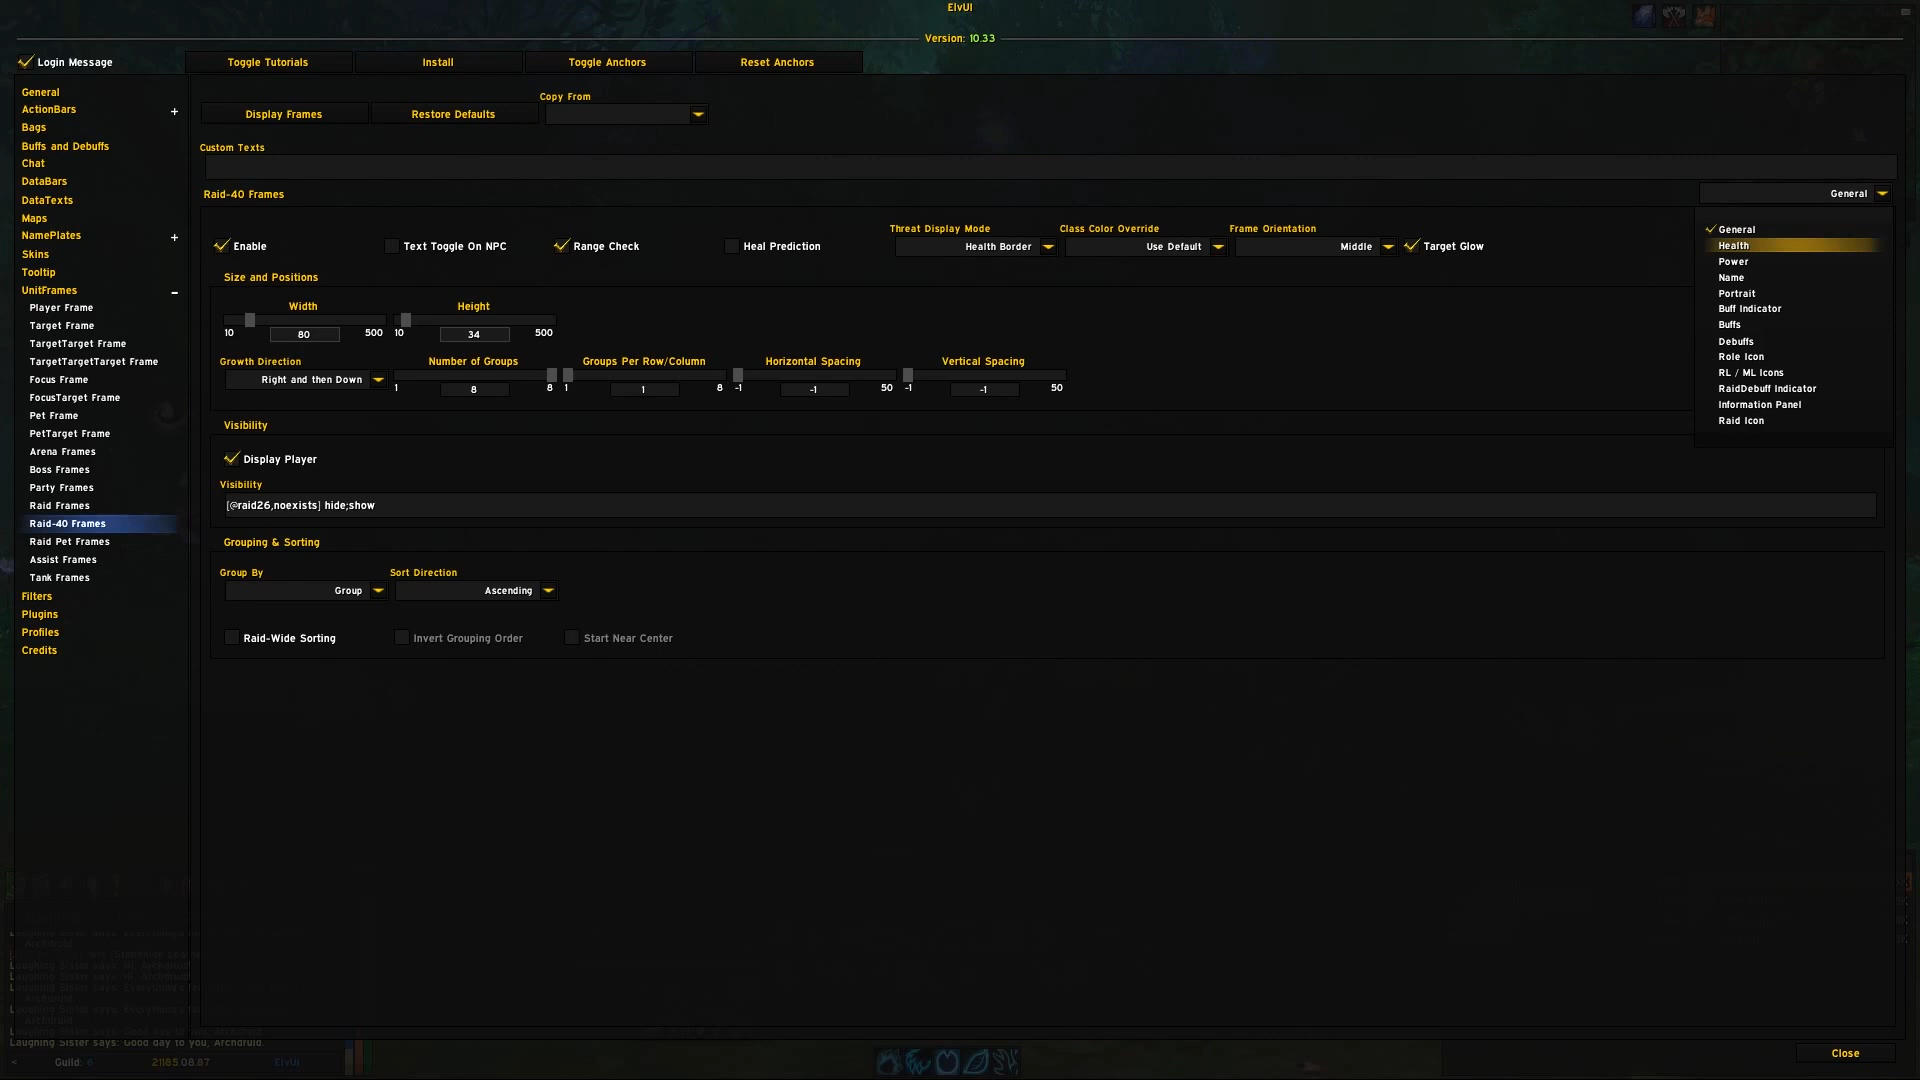 ElvUI
Version: 10.33
Login Message
Toggle Tutorials
Install
Toggle Anchors
Reset Anchors
General
ActionBars +
Bags
Buffs and Debuffs
Chat
DataBars
DataTexts
Maps
NamePlates +
Skins
Tooltip
UnitFrames -
Player Frame
Target Frame
TargetTarget Frame
TargetTargetTarget Frame
Focus Frame
FocusTarget Frame
Pet Frame
PetTarget Frame
Arena Frames
Boss Frames
Party Frames
Raid Frames
Raid-40 Frames
Raid Pet Frames
Assist Frames
Tank Frames
Filters
Plugins
Profiles
Credits
Copy From
Display Frames
Restore Defaults
Custom Texts
Raid-40 Frames
General
Threat Display Mode
Class Color Override
Frame Orientation
Enable
Text Toggle On NPC
Range Check
Heal Prediction
Health Border
Use Default
Middle
Target Glow
Size and Positions
Width
Height
10 80 500
10 34 500
Growth Direction
Number of Groups
Groups Per Row/Column
Horizontal Spacing
Vertical Spacing
Right and then Down
1 8 8
1 1 8
-1 -1 50
-1 -1 50
Visibility
Display Player
Visibility
[@raid26,noexists] hide;show
Grouping & Sorting
Group By
Sort Direction
Group
Ascending
Raid-Wide Sorting
Invert Grouping Order
Start Near Center
General
Health
Power
Name
Portrait
Buff Indicator
Buffs
Debuffs
Role Icon
RL / ML Icons
RaidDebuff Indicator
Information Panel
Raid Icon
Laughing Sister says: Good day to you, Archdruid.
< Guild: 6
21185 08 87
ElvUI
Close